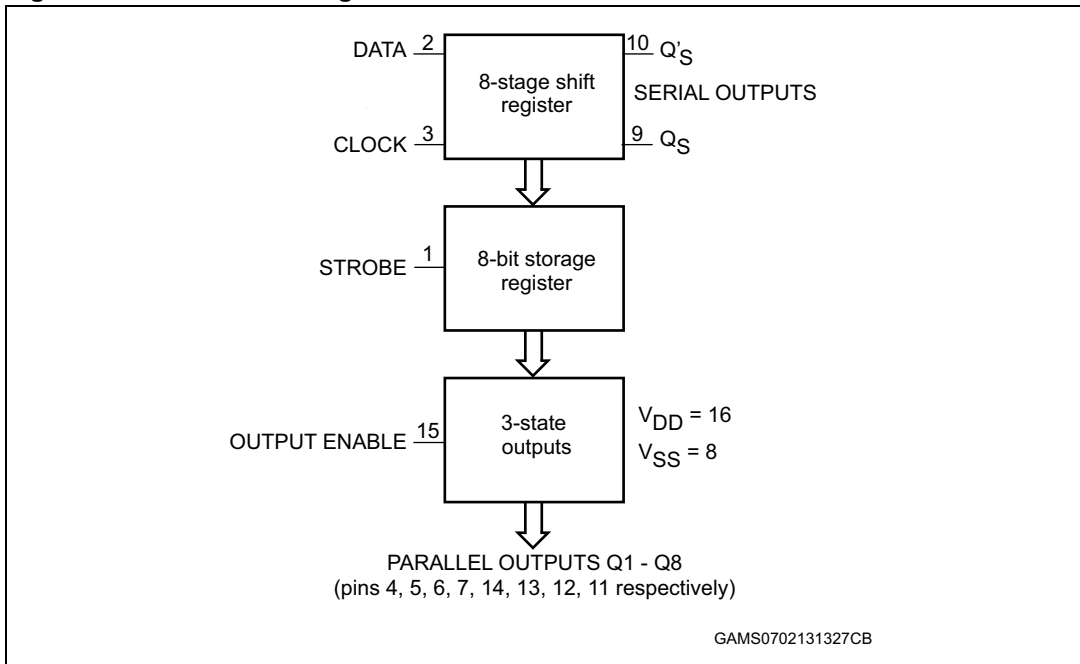 DATA 2
10 Q'S
8-stage shift
register
SERIAL OUTPUTS
CLOCK 3
9 QS
STROBE 1
8-bit storage
register
OUTPUT ENABLE 15
3-state
outputs
VDD = 16
VSS = 8
PARALLEL OUTPUTS Q1 - Q8
(pins 4, 5, 6, 7, 14, 13, 12, 11 respectively)
GAMS0702131327CB